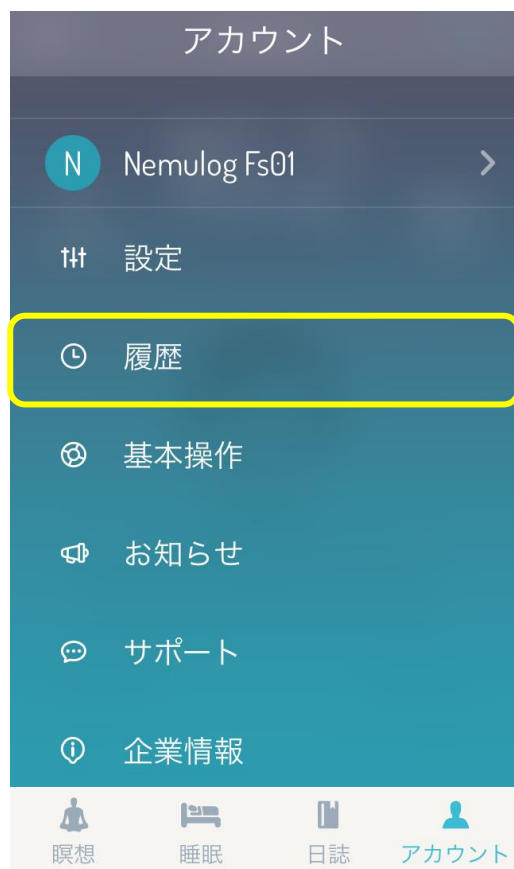 アカウント
N
Nemulog Fs01
設定
履歴
基本操作
お知らせ
サポート
企業情報
瞑想 睡眠 日誌 アカウント